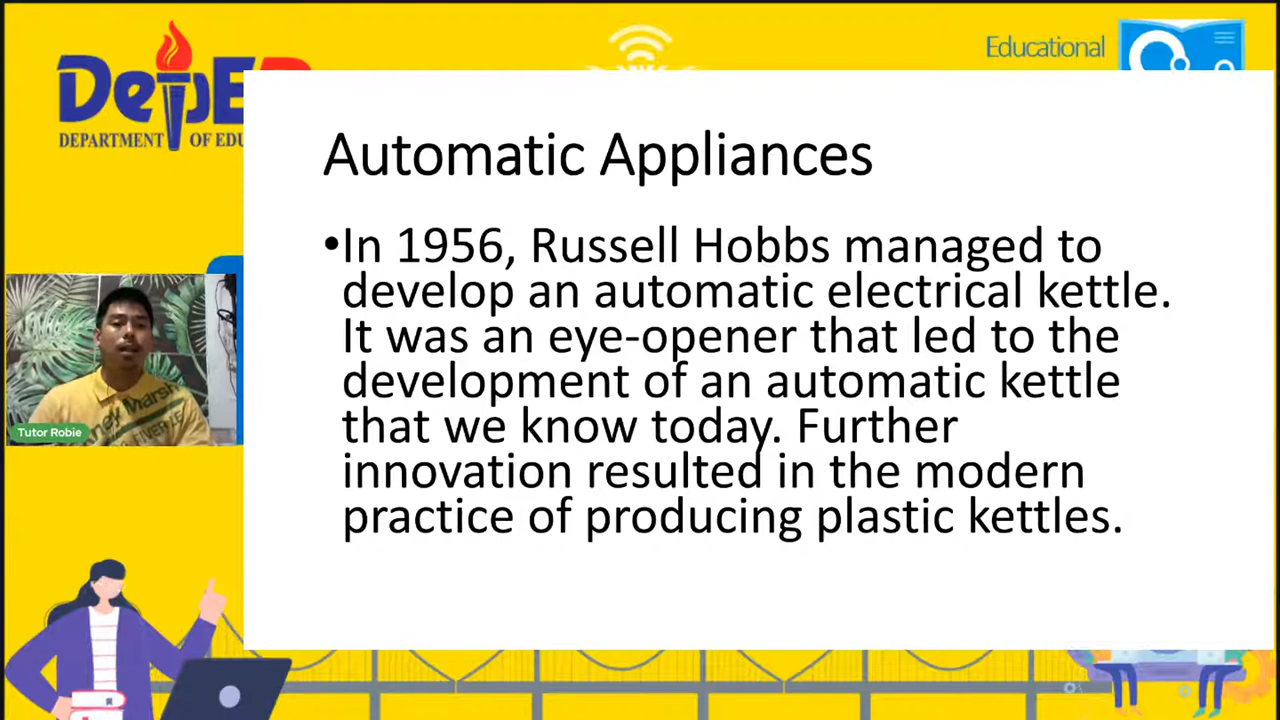 DepED
DEPARTMENT OF EDU
Educational
Automatic Appliances
•In 1956, Russell Hobbs managed to
develop an automatic electrical kettle.
It was an eye-opener that led to the
development of an automatic kettle
that we know today. Further
innovation resulted in the modern
practice of producing plastic kettles.
Tutor Robie